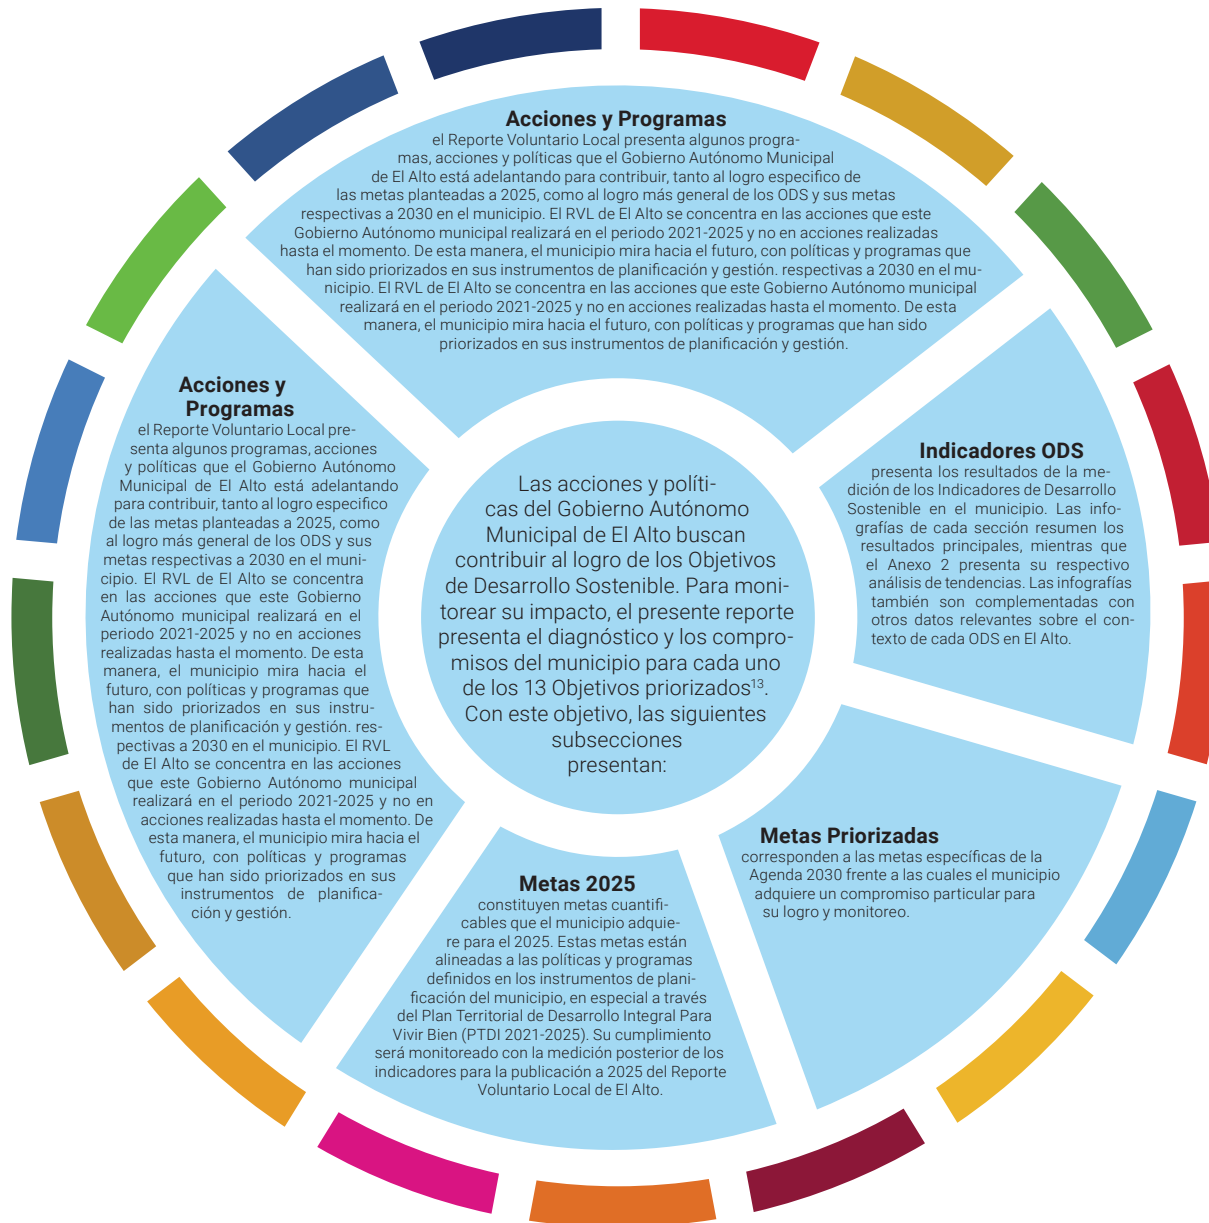 Acciones y Programas
el Reporte Voluntario Local presenta algunos progra-
mas, acciones y políticas que el Gobierno Autónomo Municipal
de El Alto está adelantando para contribuir, tanto al logro especifico de
las metas planteadas a 2025, como al logro más general de los ODS y sus metas
respectivas a 2030 en el municipio. El RVL de El Alto se concentra en las acciones que este
Gobierno Autónomo municipal realizará en el periodo 2021-2025 y no en acciones realizadas
hasta el momento. De esta manera, el municipio mira hacia el futuro, con políticas y programas que
han sido priorizados en sus instrumentos de planificación y gestión. respectivas a 2030 en el mu-
nicipio. El RVL de El Alto se concentra en las acciones que este Gobierno Autónomo municipal
realizará en el periodo 2021-2025 y no en acciones realizadas hasta el momento. De esta
manera, el municipio mira hacia el futuro, con políticas y programas que han sido
priorizados en sus instrumentos de planificación y gestión.
Indicadores ODS
presenta los resultados de la me-
dición de los Indicadores de Desarrollo
Sostenible en el municipio. Las info-
grafías de cada sección resumen los
resultados principales, mientras que
el Anexo 2 presenta su respectivo
análisis de tendencias. Las infografías
también son complementadas con
otros datos relevantes sobre el con-
texto de cada ODS en El Alto.
Metas Priorizadas
corresponden a las metas específicas de la
Agenda 2030 frente a las cuales el municipio
adquiere un compromiso particular para
su logro y monitoreo.
Metas 2025
constituyen metas cuantifi-
cables que el municipio adquie-
re para el 2025. Estas metas están
alineadas a las políticas y programas
definidos en los instrumentos de plani-
ficación del municipio, en especial a través
del Plan Territorial de Desarrollo Integral Para
Vivir Bien (PTDI 2021-2025). Su cumplimiento
será monitoreado con la medición posterior de los
indicadores para la publicación a 2025 del Reporte
Voluntario Local de El Alto.
Acciones y
Programas
el Reporte Voluntario Local pre-
senta algunos programas, acciones
y políticas que el Gobierno Autónomo
Municipal de El Alto está adelantando
para contribuir, tanto al logro especifico
de las metas planteadas a 2025, como
al logro más general de los ODS y sus
metas respectivas a 2030 en el muni-
cipio. El RVL de El Alto se concentra
en las acciones que este Gobierno
Autónomo municipal realizará en el
periodo 2021-2025 y no en acciones
realizadas hasta el momento. De esta
manera, el municipio mira hacia el
futuro, con políticas y programas que
han sido priorizados en sus instru-
mentos de planificación y gestión. res-
pectivas a 2030 en el municipio. El RVL
de El Alto se concentra en las acciones
que este Gobierno Autónomo municipal
realizará en el periodo 2021-2025 y no en
acciones realizadas hasta el momento. De
esta manera, el municipio mira hacia el
futuro, con políticas y programas
que han sido priorizados en sus
instrumentos de planifica-
ción y gestión.
Las acciones y políti-
cas del Gobierno Autónomo
Municipal de El Alto buscan
contribuir al logro de los Objetivos
de Desarrollo Sostenible. Para moni-
torear su impacto, el presente reporte
presenta el diagnóstico y los compro-
misos del municipio para cada uno
de los 13 Objetivos priorizados¹³.
Con este objetivo, las siguientes
subsecciones
presentan: